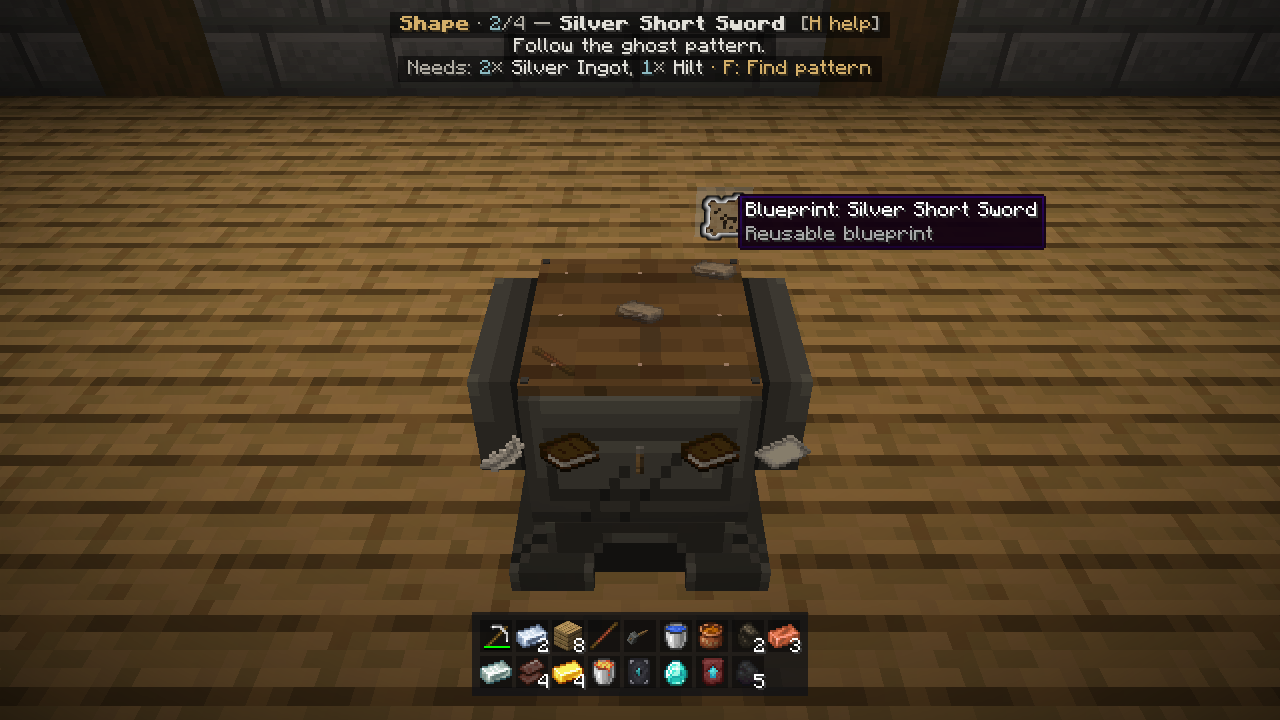 Shape · 2/4 — Silver Short Sword [H help]
Follow the ghost pattern.
Needs: 2× Silver Ingot, 1× Hilt · F: Find pattern
Blueprint: Silver Short Sword
Reusable blueprint
2 8 2 3
4 4 5